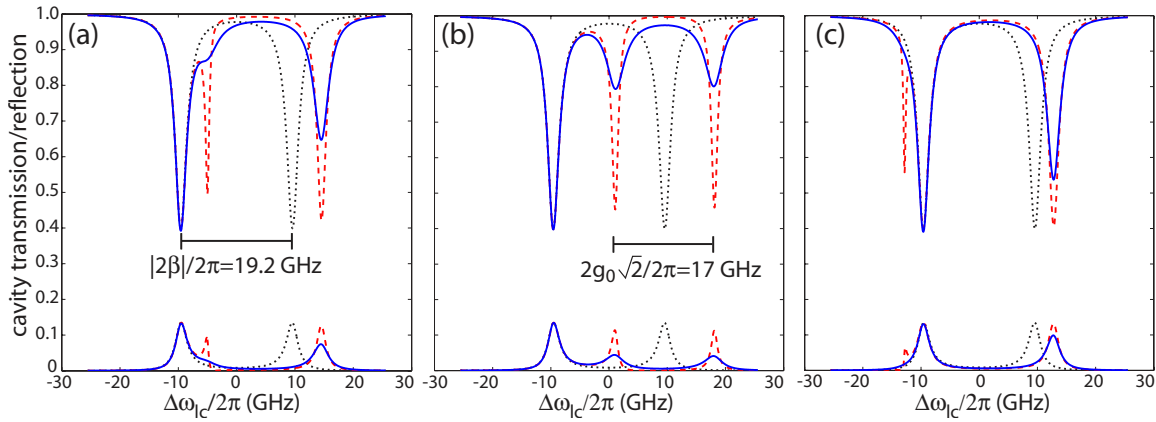 cavity transmission/reflection
1.0
0.9
0.8
0.7
0.6
0.5
0.4
0.3
0.2
0.1
0
(a)
|2β|/2π=19.2 GHz
-30 -20 -10 0 10 20 30
Δω_lc/2π (GHz)
(b)
2g₀√2/2π=17 GHz
-30 -20 -10 0 10 20 30
Δω_lc/2π (GHz)
(c)
-30 -20 -10 0 10 20 30
Δω_lc/2π (GHz)